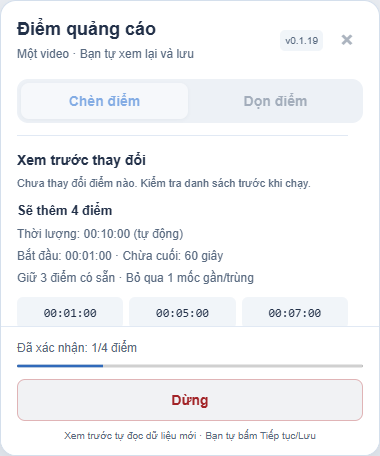 Điểm quảng cáo
v0.1.19
×
Một video · Bạn tự xem lại và lưu
Chèn điểm
Dọn điểm
Xem trước thay đổi
Chưa thay đổi điểm nào. Kiểm tra danh sách trước khi chạy.
Sẽ thêm 4 điểm
Thời lượng: 00:10:00 (tự động)
Bắt đầu: 00:01:00 · Chừa cuối: 60 giây
Giữ 3 điểm có sẵn · Bỏ qua 1 mốc gần/trùng
00:01:00
00:05:00
00:07:00
Đã xác nhận: 1/4 điểm
Dừng
Xem trước tự đọc dữ liệu mới · Bạn tự bấm Tiếp tục/Lưu